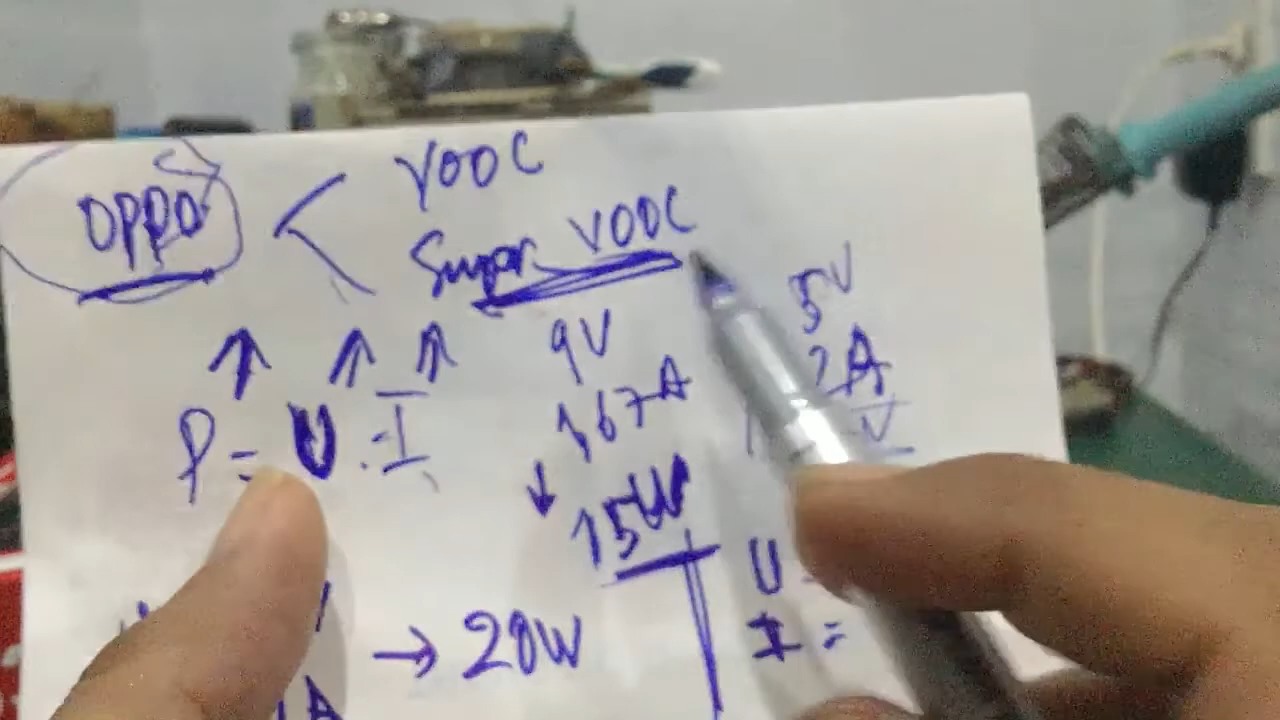 OPPO
VOOC
Super VOOC
P = U . I
9V
1,67A
15W
5V
2A
→ 20W
A
U =
I =